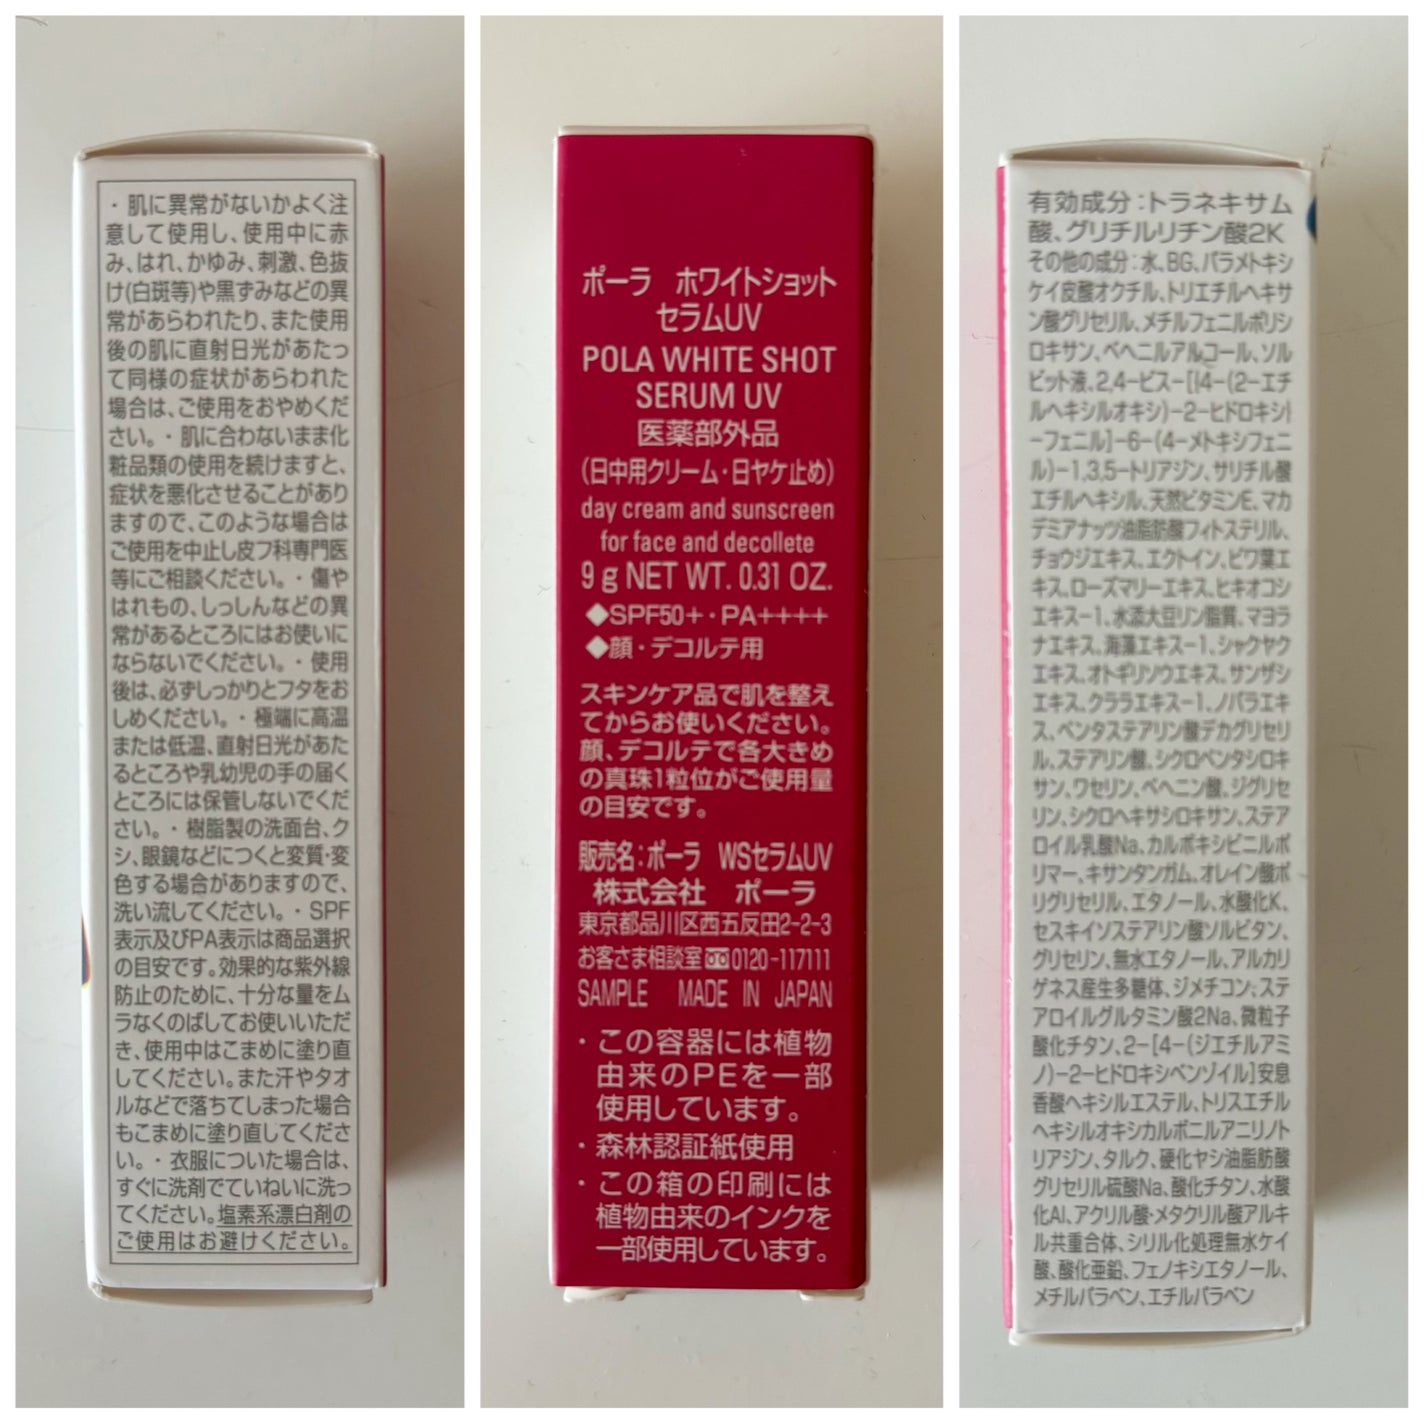 ・肌に異常がないかよく注
意して使用し、使用中に赤
み、はれ、かゆみ、刺激、色抜
け(白斑等)や黒ずみなどの異
常があらわれたり、また使用
後の肌に直射日光があたっ
て同様の症状があらわれた
場合は、ご使用をおやめくだ
さい。・肌に合わないまま化
粧品類の使用を続けますと、
症状を悪化させることがあり
ますので、このような場合は
ご使用を中止し皮フ科専門医
等にご相談ください。・傷や
はれもの、しっしんなどの異
常があるところにはお使いに
ならないでください。・使用
後は、必ずしっかりとフタをお
しめください。・極端に高温
または低温、直射日光があた
るところや乳幼児の手の届く
ところには保管しないでくだ
さい。・樹脂製の洗面台、ク
シ、眼鏡などにつくと変質・変
色する場合がありますので、
洗い流してください。・SPF
表示及びPA表示は商品選択
の目安です。効果的な紫外線
防止のために、十分な量をム
ラなくのばしてお使いいただ
き、使用中はこまめに塗り直
してください。また汗やタオ
ルなどで落ちてしまった場合
もこまめに塗り直してくださ
い。・衣服についた場合は、
すぐに洗剤でていねいに洗っ
てください。塩素系漂白剤の
ご使用はお避けください。
ポーラ ホワイトショット
セラムUV
POLA WHITE SHOT
SERUM UV
医薬部外品
(日中用クリーム・日ヤケ止め)
day cream and sunscreen
for face and decollete
9 g NET WT. 0.31 OZ.
◆SPF50+・PA++++
◆顔・デコルテ用
スキンケア品で肌を整え
てからお使いください。
顔、デコルテで各大きめ
の真珠1粒位がご使用量
の目安です。
販売名:ポーラ WSセラムUV
株式会社 ポーラ
東京都品川区西五反田2-2-3
お客さま相談室 0120-117111
SAMPLE MADE IN JAPAN
・この容器には植物
由来のPEを一部
使用しています。
・森林認証紙使用
・この箱の印刷には
植物由来のインクを
一部使用しています。
有効成分:トラネキサム
酸、グリチルリチン酸2K
その他の成分:水、BG、パラメトキシ
ケイ皮酸オクチル、トリエチルヘキサ
ン酸グリセリル、メチルフェニルポリシ
ロキサン、ベヘニルアルコール、ソル
ビット液、2,4-ビス-[{4-(2-エチ
ルヘキシルオキシ)-2-ヒドロキシ}
-フェニル]-6-(4-メトキシフェニ
ル)-1,3,5-トリアジン、サリチル酸
エチルヘキシル、天然ビタミンE、マカ
デミアナッツ油脂肪酸フィトステリル、
チョウジエキス、エクトイン、ビワ葉エ
キス、ローズマリーエキス、ヒキオコシ
エキス-1、水添大豆リン脂質、マヨラ
ナエキス、海藻エキス-1、シャクヤク
エキス、オトギリソウエキス、サンザシ
エキス、クララエキス-1、ノバラエキ
ス、ペンタステアリン酸デカグリセリ
ル、ステアリン酸、シクロペンタシロキ
サン、ワセリン、ベヘニン酸、ジグリセ
リン、シクロヘキサシロキサン、ステア
ロイル乳酸Na、カルボキシビニルポ
リマー、キサンタンガム、オレイン酸ポ
リグリセリル、エタノール、水酸化K、
セスキイソステアリン酸ソルビタン、
グリセリン、無水エタノール、アルカリ
ゲネス産生多糖体、ジメチコン、ステ
アロイルグルタミン酸2Na、微粒子
酸化チタン、2-[4-(ジエチルアミ
ノ)-2-ヒドロキシベンゾイル]安息
香酸ヘキシルエステル、トリスエチル
ヘキシルオキシカルボニルアニリノト
リアジン、タルク、硬化ヤシ油脂肪酸
グリセリル硫酸Na、酸化チタン、水酸
化Al、アクリル酸・メタクリル酸アルキ
ル共重合体、シリル化処理無水ケイ
酸、酸化亜鉛、フェノキシエタノール、
メチルパラベン、エチルパラベン